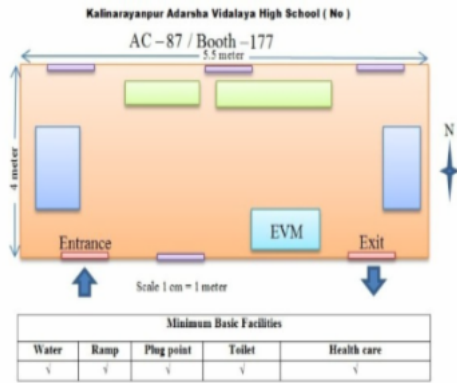 Kalinarayanpur Adarsha Vidalaya High School ( No )
AC – 87 / Booth –177
5.5 meter
4 meter
N
EVM
Entrance
Exit
Scale 1 cm = 1 meter
Minimum Basic Facilities
Water Ramp Plug point Toilet Health care
√ √ √ √ √